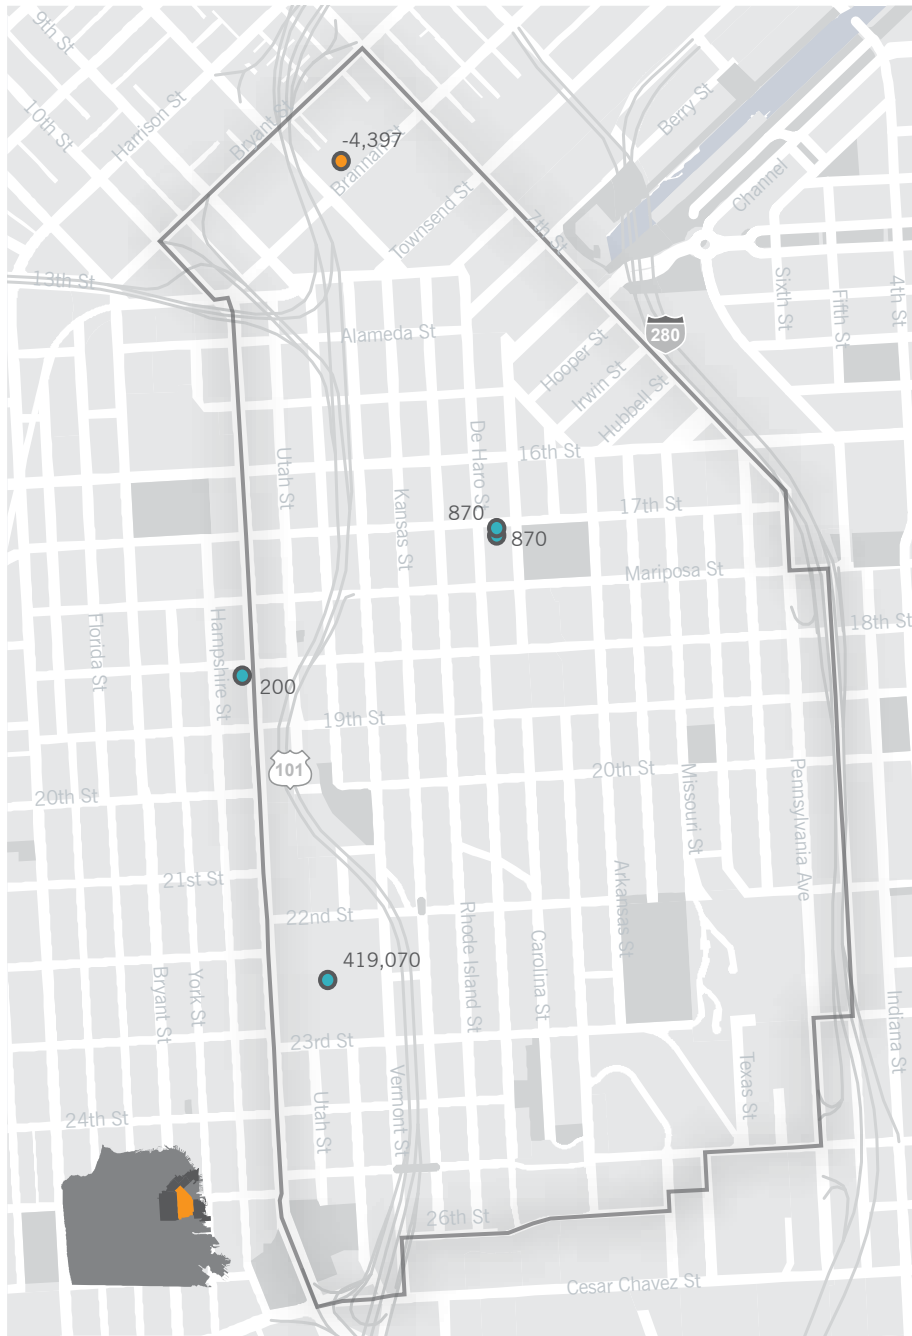 9th St
10th St
Harrison St
Bryant St
-4,397
Brannan St
Townsend St
Berry St
Channel
7th St
13th St
Sixth St
Fifth St
4th St
Alameda St
280
Hooper St
Irwin St
Hubbell St
Utah St
Kansas St
De Haro St
16th St
17th St
870
870
Mariposa St
18th St
Florida St
Hampshire St
200
19th St
101
20th St
20th St
Missouri St
Pennsylvania Ave
21st St
22nd St
Arkansas St
Rhode Island St
Carolina St
419,070
Bryant St
York St
23rd St
Indiana St
Utah St
Vermont St
Texas St
24th St
26th St
Cesar Chavez St